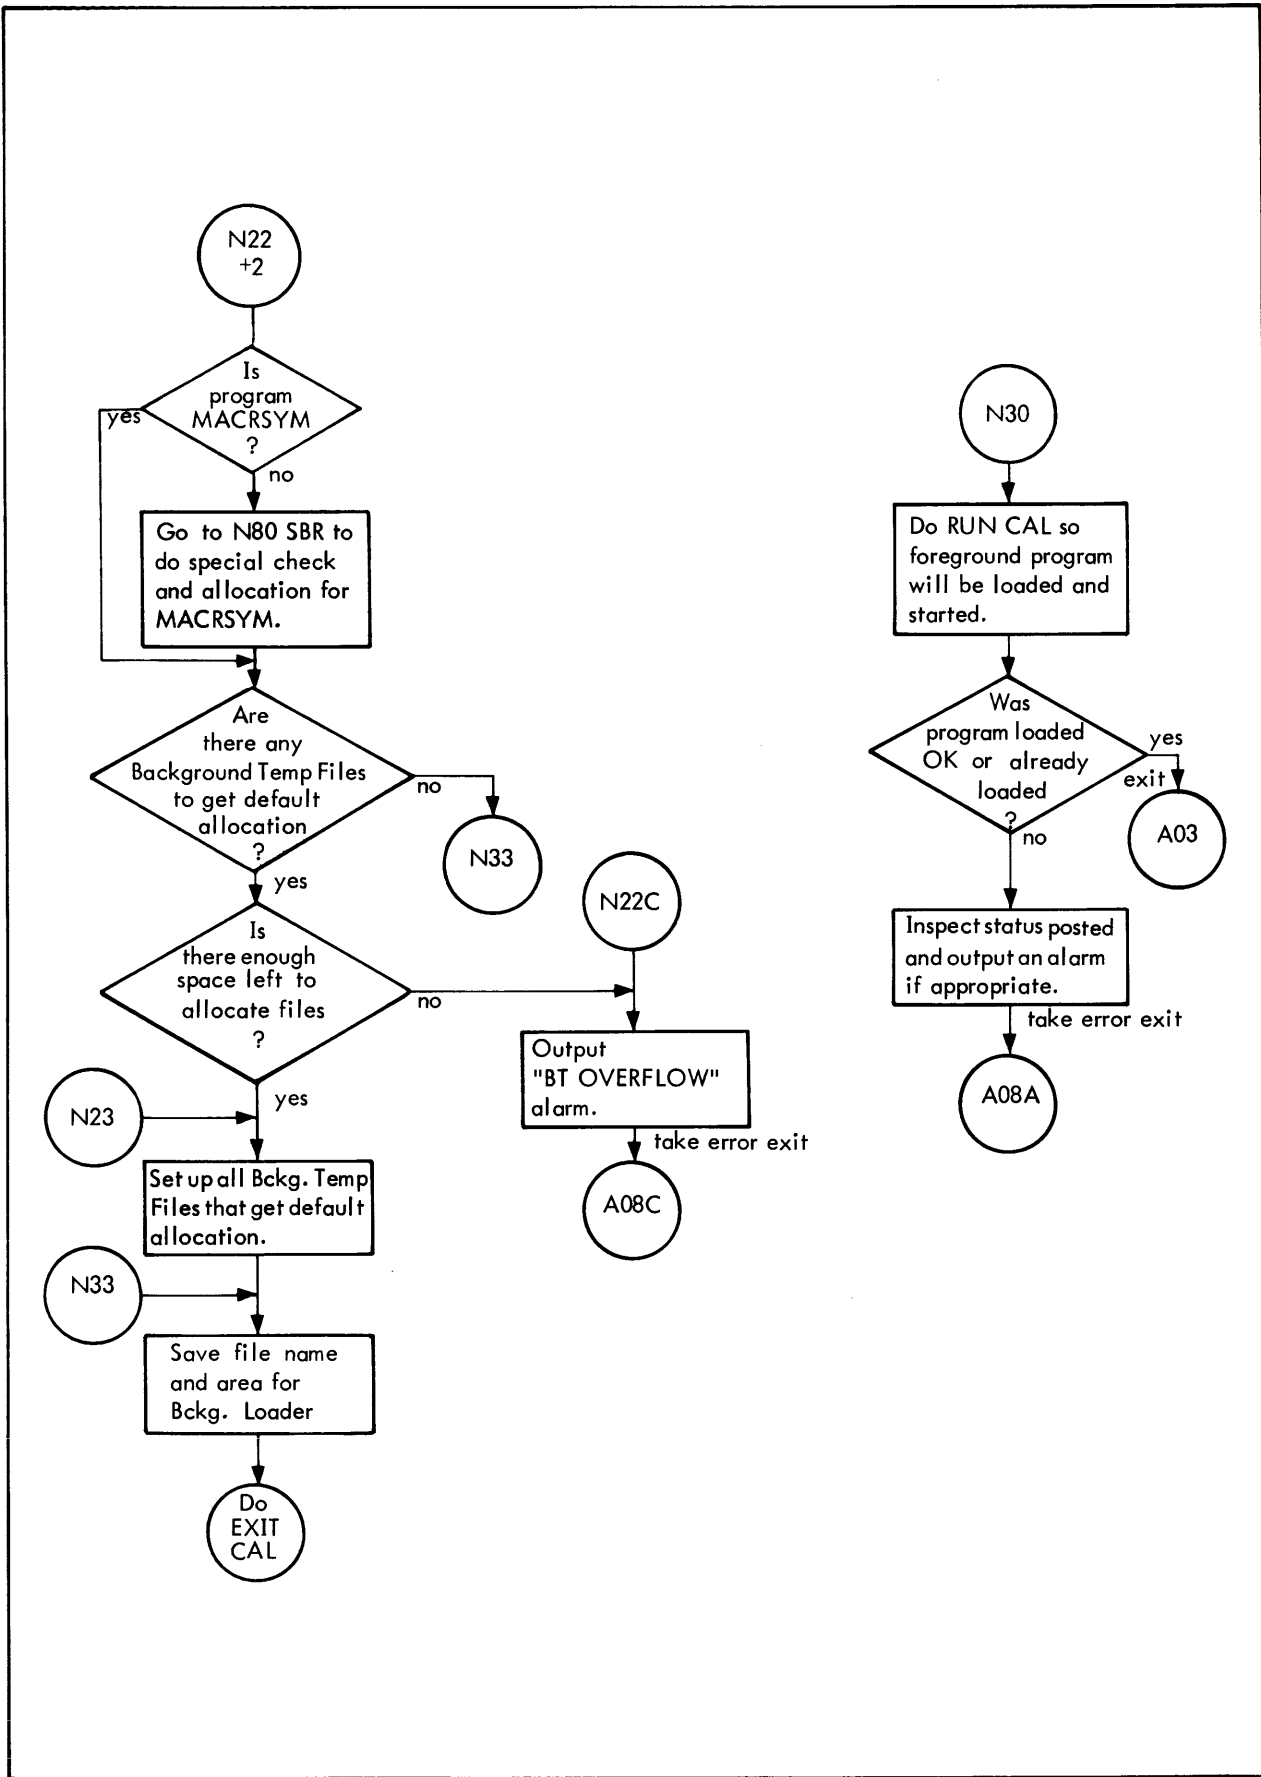 N22
+2
Is
program
MACRSYM
?
yes
no
Go to N80 SBR to
do special check
and allocation for
MACRSYM.
Are
there any
Background Temp Files
to get default
allocation
?
no
N33
yes
Is
there enough
space left to
allocate files
?
no
N22C
yes
Output
"BT OVERFLOW"
alarm.
take error exit
A08C
N23
Set up all Bckg. Temp
Files that get default
allocation.
N33
Save file name
and area for
Bckg. Loader
Do
EXIT
CAL
N30
Do RUN CAL so
foreground program
will be loaded and
started.
Was
program loaded
OK or already
loaded
?
yes
exit
A03
no
Inspect status posted
and output an alarm
if appropriate.
take error exit
A08A